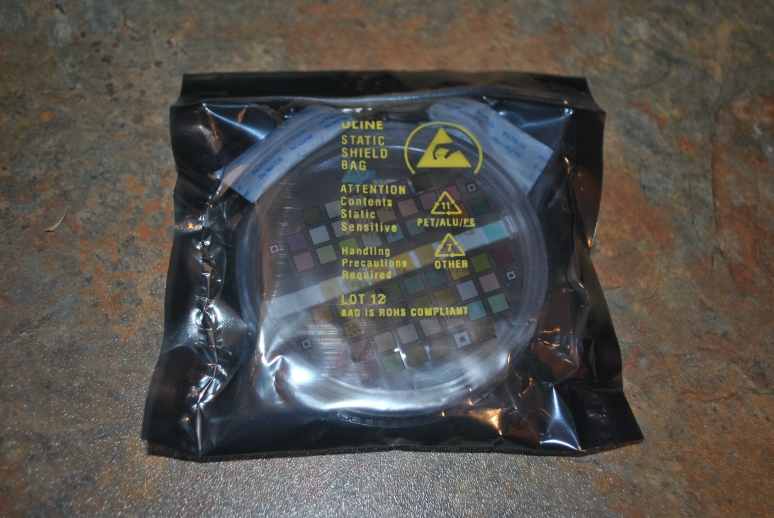 ULINE
STATIC
SHIELD
BAG
ATTENTION
Contents
Static
Sensitive
Handling
Precautions
Required
LOT 12
BAG IS ROHS COMPLIANT
11
PET/ALU/PE
7
OTHER